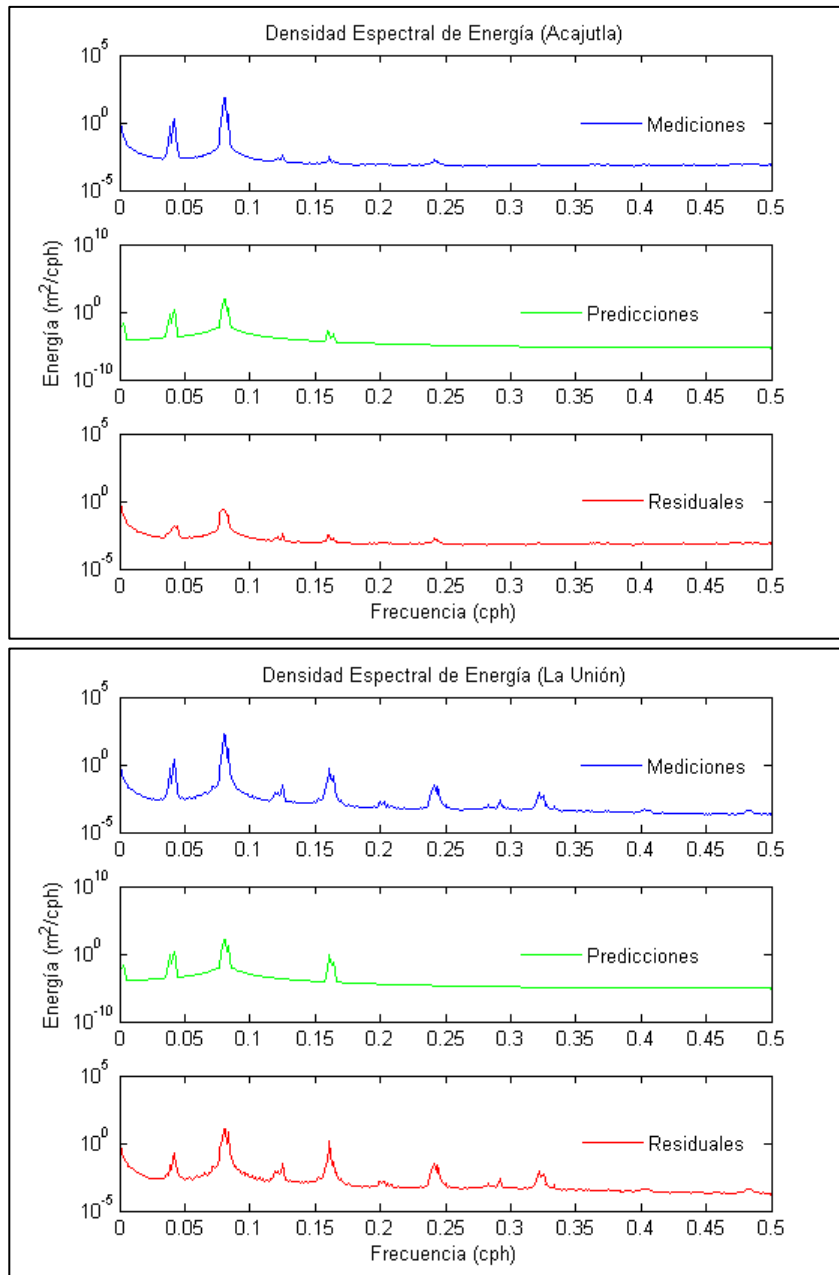 Densidad Espectral de Energía (Acajutla)
10^5
10^0
10^-5
Mediciones
0 0.05 0.1 0.15 0.2 0.25 0.3 0.35 0.4 0.45 0.5
Energía (m^2/cph)
10^10
10^0
10^-10
Predicciones
0 0.05 0.1 0.15 0.2 0.25 0.3 0.35 0.4 0.45 0.5
10^5
10^0
10^-5
Residuales
0 0.05 0.1 0.15 0.2 0.25 0.3 0.35 0.4 0.45 0.5
Frecuencia (cph)
Densidad Espectral de Energía (La Unión)
10^5
10^0
10^-5
Mediciones
0 0.05 0.1 0.15 0.2 0.25 0.3 0.35 0.4 0.45 0.5
Energía (m^2/cph)
10^10
10^0
10^-10
Predicciones
0 0.05 0.1 0.15 0.2 0.25 0.3 0.35 0.4 0.45 0.5
10^5
10^0
10^-5
Residuales
0 0.05 0.1 0.15 0.2 0.25 0.3 0.35 0.4 0.45 0.5
Frecuencia (cph)